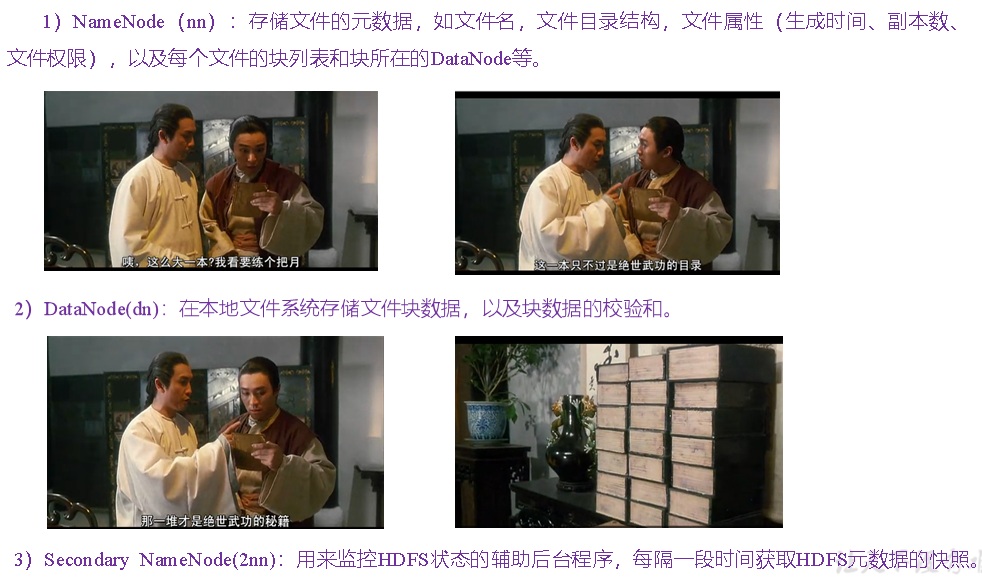 1）NameNode（nn）：存储文件的元数据，如文件名，文件目录结构，文件属性（生成时间、副本数、
文件权限），以及每个文件的块列表和块所在的DataNode等。
咦，这么大一本?我看要练个把月
这一本只不过是绝世武功的目录
2）DataNode(dn)：在本地文件系统存储文件块数据，以及块数据的校验和。
那一堆才是绝世武功的秘籍
3）Secondary NameNode(2nn)：用来监控HDFS状态的辅助后台程序，每隔一段时间获取HDFS元数据的快照。